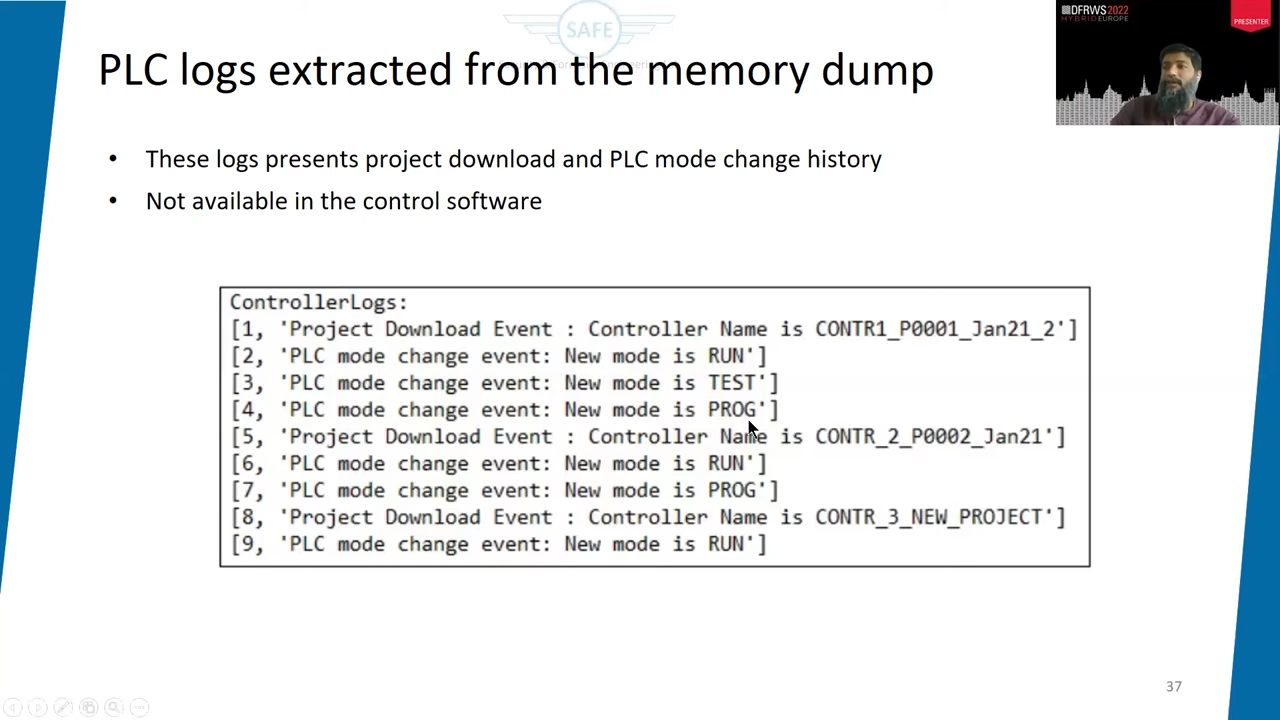 SAFE
DFRWS 2022
HYBRID EUROPE
PRESENTER
PLC logs extracted from the memory dump
• These logs presents project download and PLC mode change history
• Not available in the control software
ControllerLogs:
[1, 'Project Download Event : Controller Name is CONTR1_P0001_Jan21_2']
[2, 'PLC mode change event: New mode is RUN']
[3, 'PLC mode change event: New mode is TEST']
[4, 'PLC mode change event: New mode is PROG']
[5, 'Project Download Event : Controller Name is CONTR_2_P0002_Jan21']
[6, 'PLC mode change event: New mode is RUN']
[7, 'PLC mode change event: New mode is PROG']
[8, 'Project Download Event : Controller Name is CONTR_3_NEW_PROJECT']
[9, 'PLC mode change event: New mode is RUN']
37